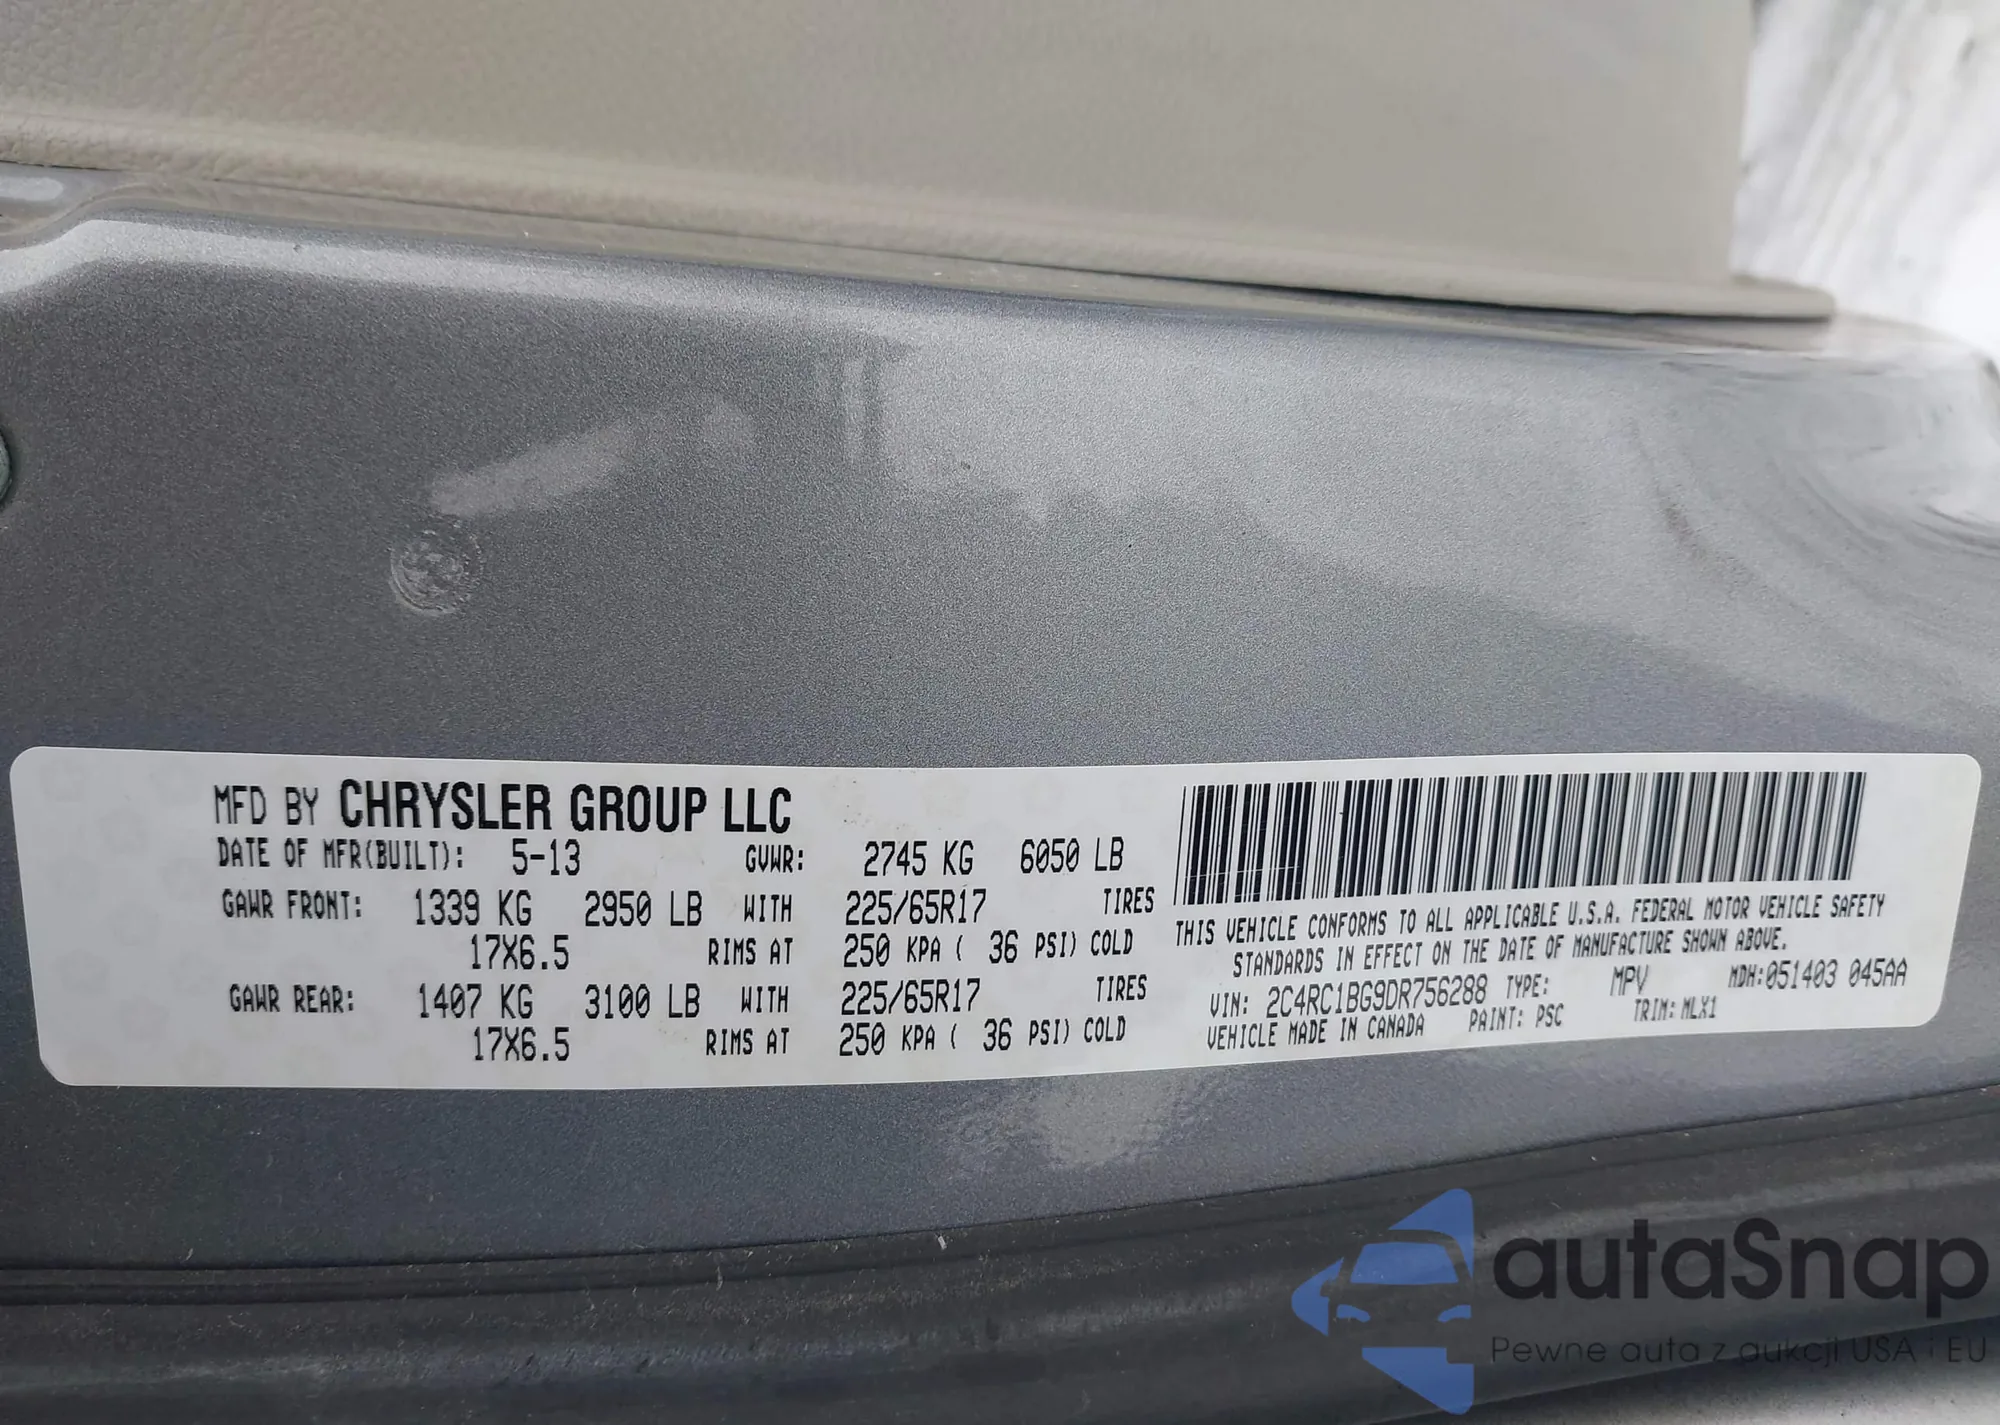 MFD BY CHRYSLER GROUP LLC
DATE OF MFR(BUILT): 5-13 GVWR: 2745 KG 6050 LB
GAWR FRONT: 1339 KG 2950 LB WITH 225/65R17 TIRES
17X6.5 RIMS AT 250 KPA ( 36 PSI) COLD
GAWR REAR: 1407 KG 3100 LB WITH 225/65R17 TIRES
17X6.5 RIMS AT 250 KPA ( 36 PSI) COLD
THIS VEHICLE CONFORMS TO ALL APPLICABLE U.S.A. FEDERAL MOTOR VEHICLE SAFETY
STANDARDS IN EFFECT ON THE DATE OF MANUFACTURE SHOWN ABOVE.
VIN: 2C4RC1BG9DR756288 TYPE: MPV MDH:051403 045AA
VEHICLE MADE IN CANADA PAINT: PSC TRIM: MLX1
autaSnap
Pewne auta z aukcji USA i EU